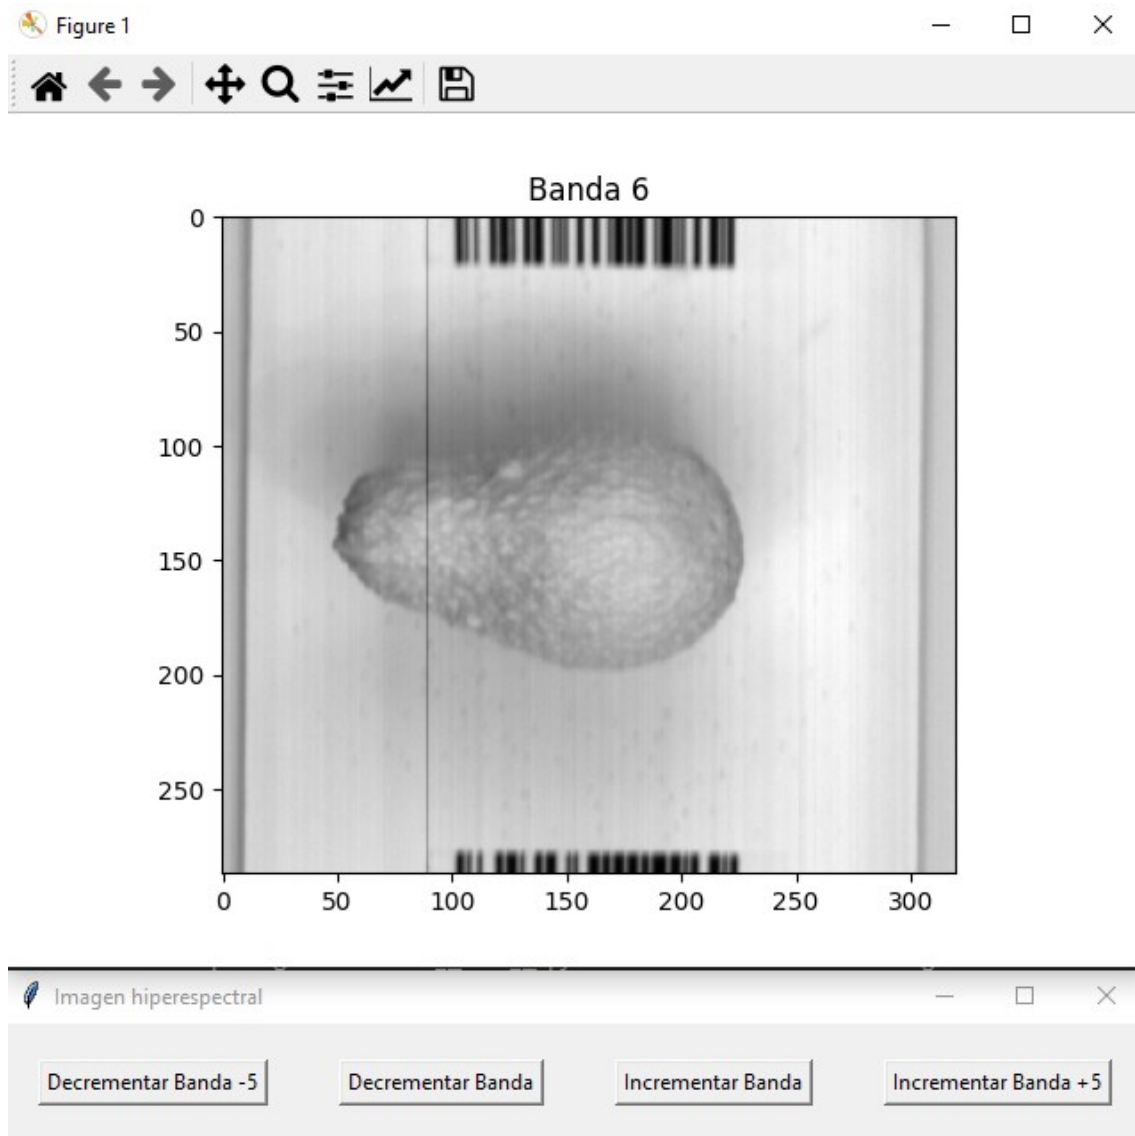 Figure 1
Banda 6
0
50
100
150
200
250
0 50 100 150 200 250 300
Imagen hiperespectral
Decrementar Banda -5 Decrementar Banda Incrementar Banda Incrementar Banda +5